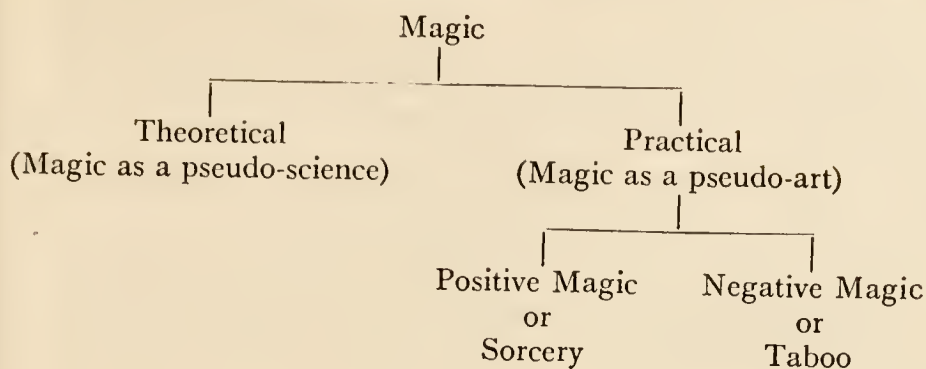 Magic
Theoretical
(Magic as a pseudo-science)
Practical
(Magic as a pseudo-art)
Positive Magic
or
Sorcery
Negative Magic
or
Taboo